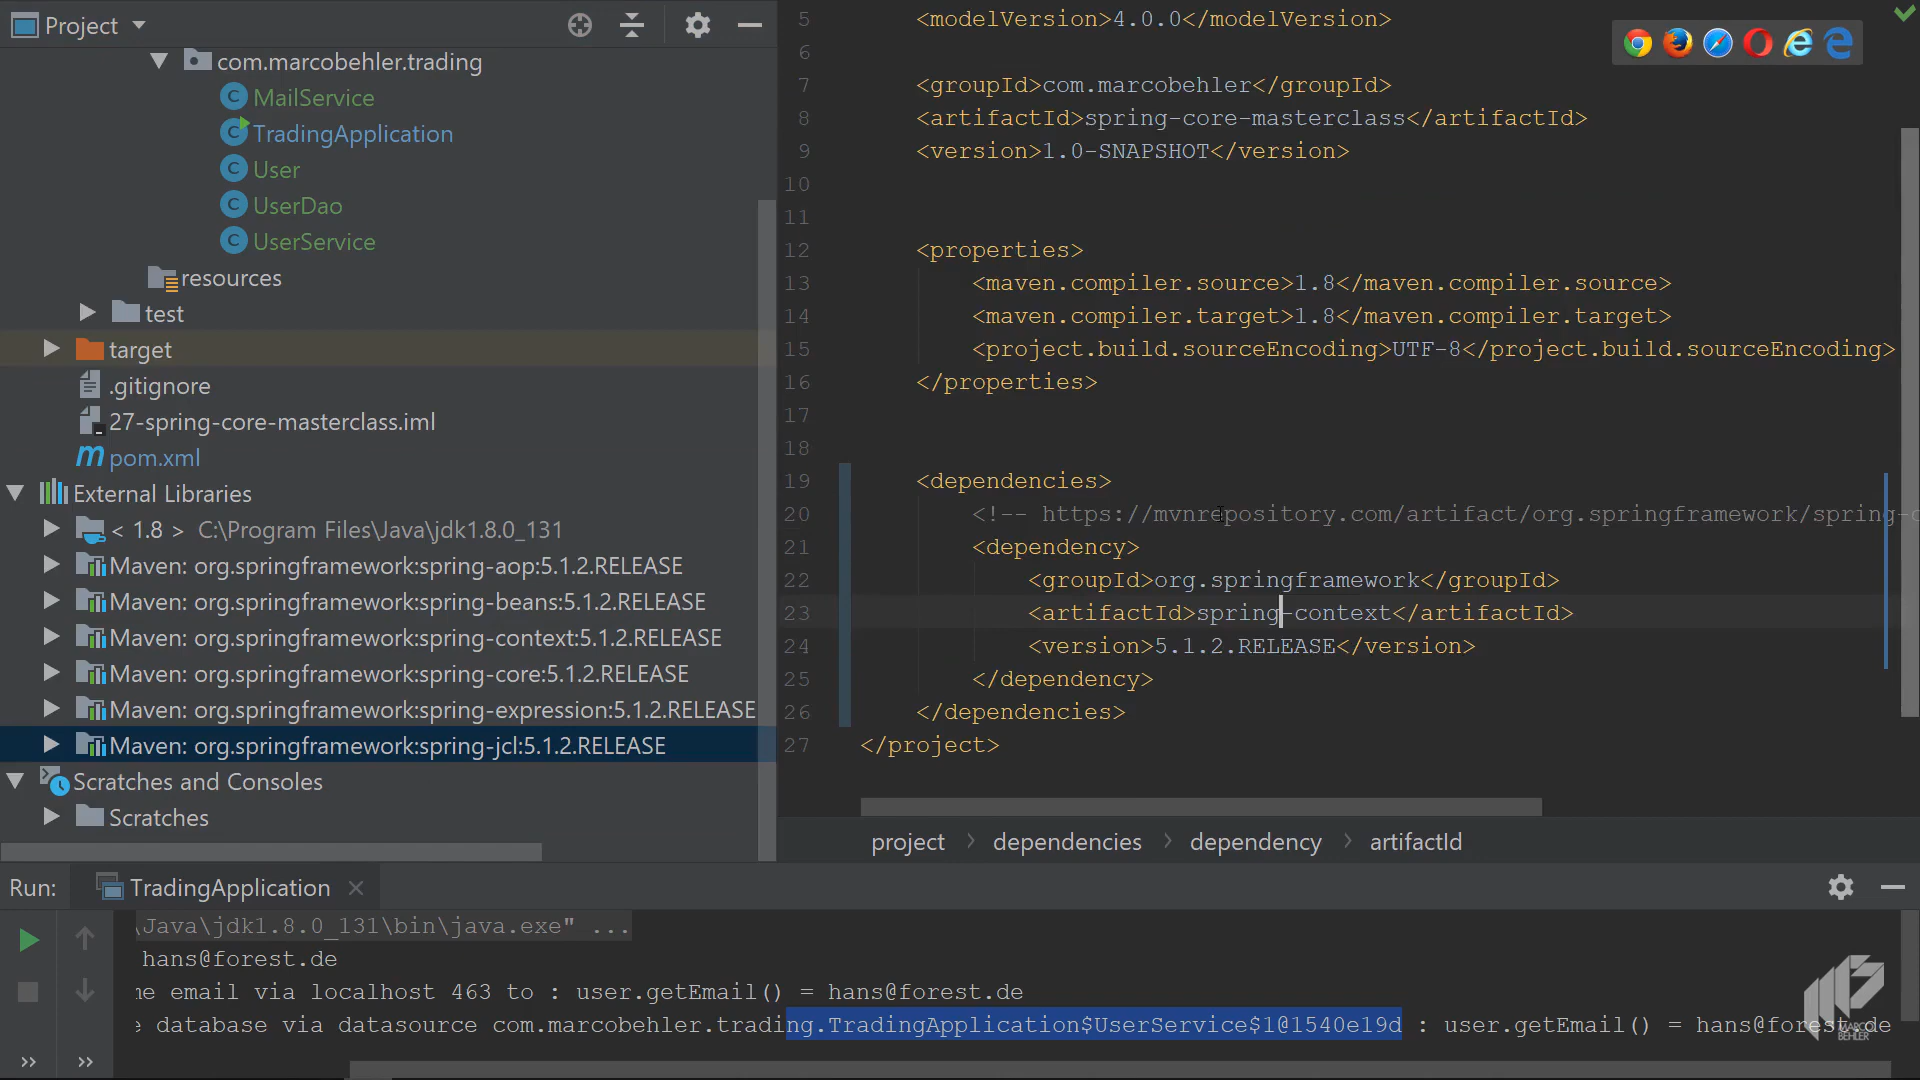 Project
com.marcobehler.trading
MailService
TradingApplication
User
UserDao
UserService
resources
test
target
.gitignore
27-spring-core-masterclass.iml
pom.xml
External Libraries
< 1.8 > C:\Program Files\Java\jdk1.8.0_131
Maven: org.springframework:spring-aop:5.1.2.RELEASE
Maven: org.springframework:spring-beans:5.1.2.RELEASE
Maven: org.springframework:spring-context:5.1.2.RELEASE
Maven: org.springframework:spring-core:5.1.2.RELEASE
Maven: org.springframework:spring-expression:5.1.2.RELEASE
Maven: org.springframework:spring-jcl:5.1.2.RELEASE
Scratches and Consoles
Scratches
5 <modelVersion>4.0.0</modelVersion>
6
7 <groupId>com.marcobehler</groupId>
8 <artifactId>spring-core-masterclass</artifactId>
9 <version>1.0-SNAPSHOT</version>
10
11
12 <properties>
13 <maven.compiler.source>1.8</maven.compiler.source>
14 <maven.compiler.target>1.8</maven.compiler.target>
15 <project.build.sourceEncoding>UTF-8</project.build.sourceEncoding>
16 </properties>
17
18
19 <dependencies>
20 <!-- https://mvnrepository.com/artifact/org.springframework/spring-c
21 <dependency>
22 <groupId>org.springframework</groupId>
23 <artifactId>spring-context</artifactId>
24 <version>5.1.2.RELEASE</version>
25 </dependency>
26 </dependencies>
27 </project>
project > dependencies > dependency > artifactId
Run: TradingApplication
\Java\jdk1.8.0_131\bin\java.exe" ...
hans@forest.de
me email via localhost 463 to : user.getEmail() = hans@forest.de
e database via datasource com.marcobehler.trading.TradingApplication$UserService$1@1540e19d : user.getEmail() = hans@forest.de
MARCO
BEHLER